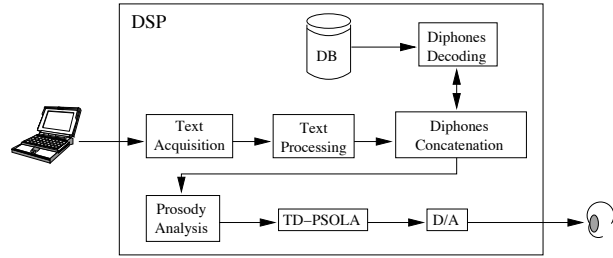 DSP
DB
Diphones
Decoding
Text
Acquisition
Text
Processing
Diphones
Concatenation
Prosody
Analysis
TD–PSOLA
D/A